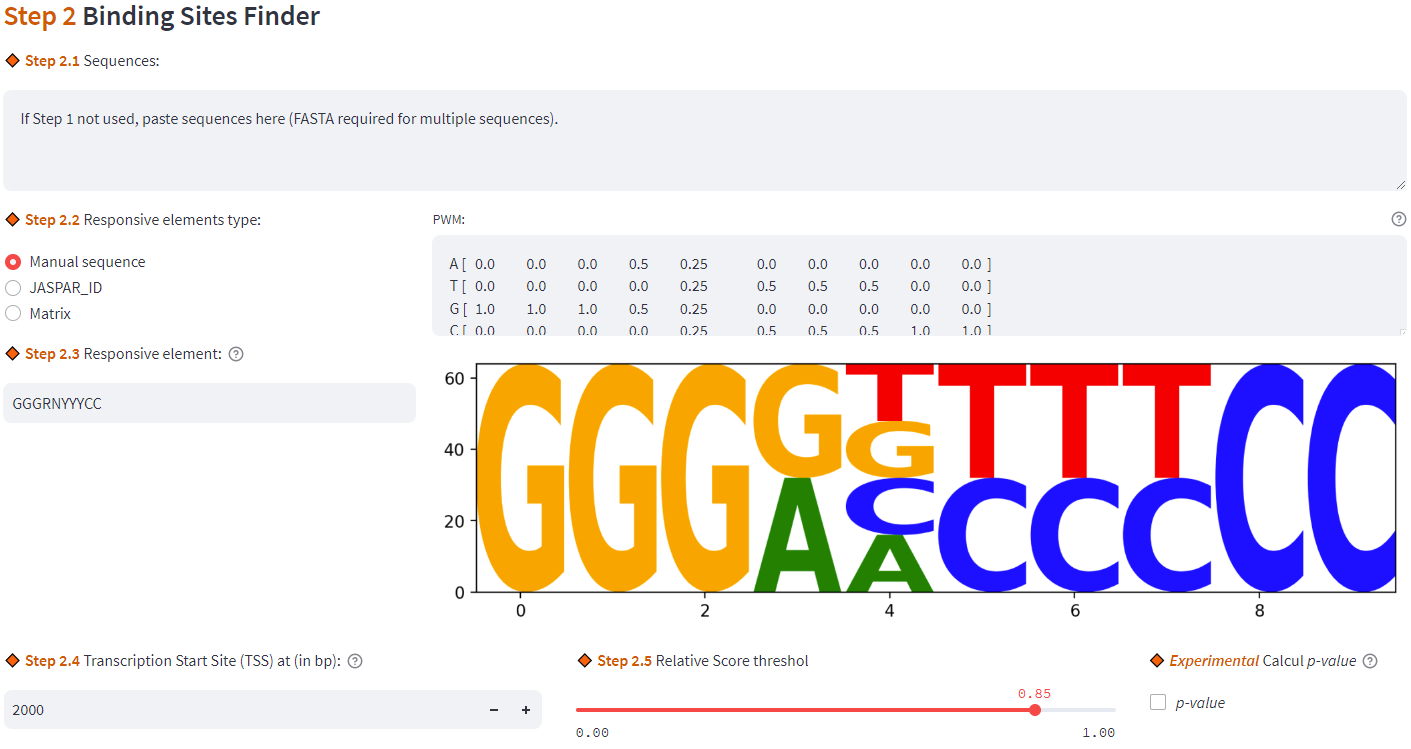 Step 2 Binding Sites Finder
Step 2.1 Sequences:
If Step 1 not used, paste sequences here (FASTA required for multiple sequences).
Step 2.2 Responsive elements type:
Manual sequence
JASPAR_ID
Matrix
PWM:
A [ 0.0 0.0 0.0 0.5 0.25 0.0 0.0 0.0 0.0 0.0 ]
T [ 0.0 0.0 0.0 0.0 0.25 0.5 0.5 0.5 0.0 0.0 ]
G [ 1.0 1.0 1.0 0.5 0.25 0.0 0.0 0.0 0.0 0.0 ]
C [ 0.0 0.0 0.0 0.0 0.25 0.5 0.5 0.5 1.0 1.0 ]
Step 2.3 Responsive element:
GGGRNYYYCC
60
40
20
0
T T T T
G G G G G C C
A C C C C
A
0 2 4 6 8
Step 2.4 Transcription Start Site (TSS) at (in bp):
2000
Step 2.5 Relative Score threshol
0.85
0.00 1.00
Experimental Calcul p-value
p-value